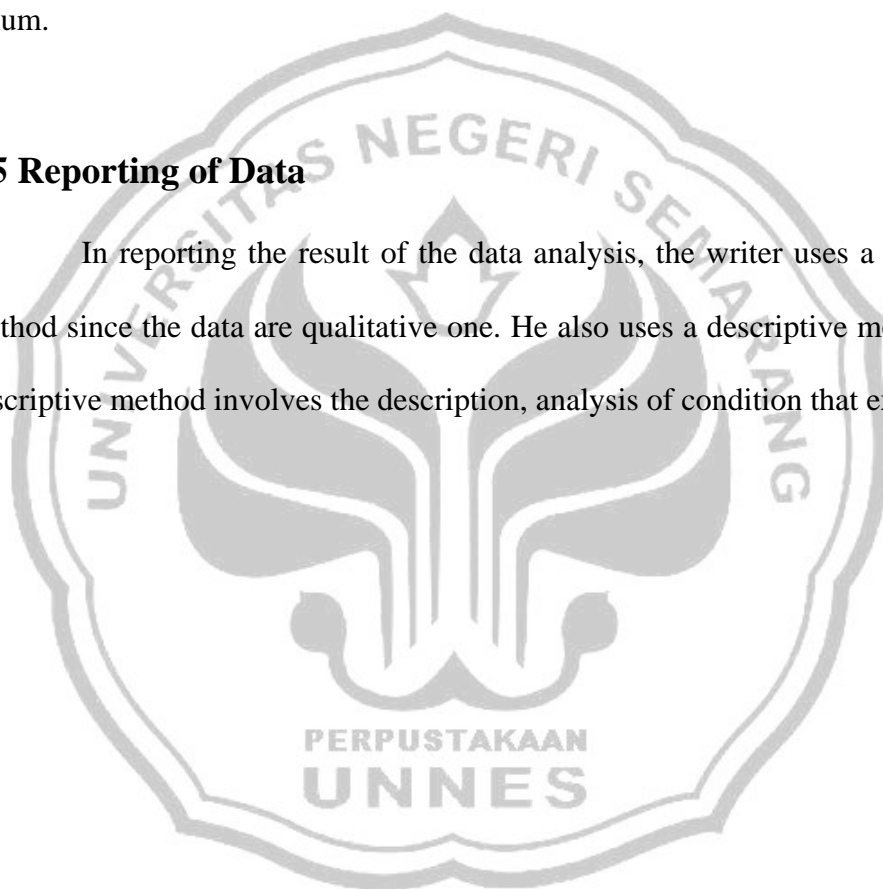 um.
5 Reporting of Data
In reporting the result of the data analysis, the writer uses a
thod since the data are qualitative one. He also uses a descriptive m
scriptive method involves the description, analysis of condition that e
UNIVERSITAS NEGERI SEMARANG
PERPUSTAKAAN
UNNES